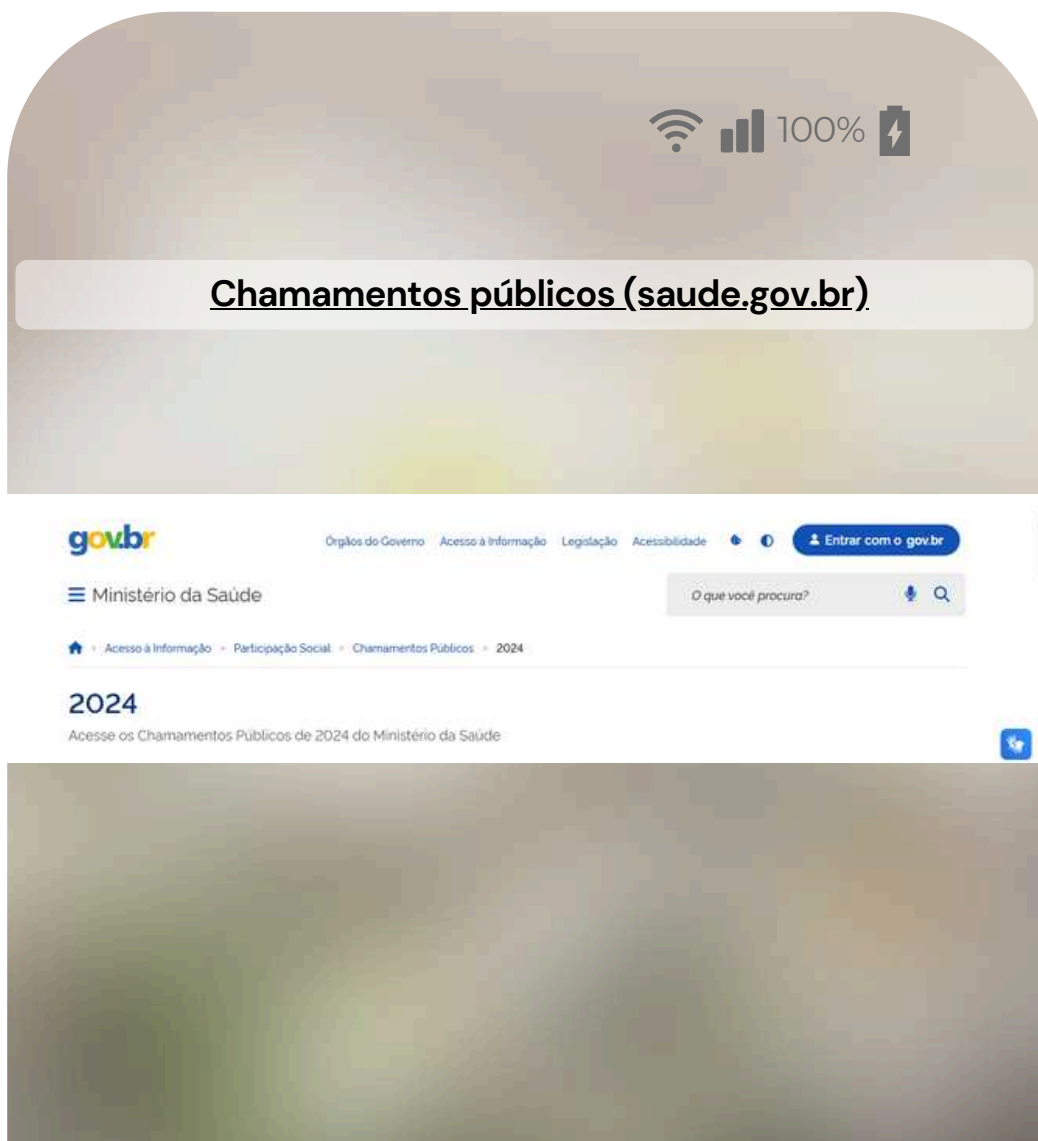 100%
Chamamentos públicos (saude.gov.br)
gov.br
Órgãos do Governo Acesso à Informação Legislação Acessibilidade Entrar com o gov.br
Ministério da Saúde
O que você procura?
Acesso à Informação > Participação Social > Chamamentos Públicos > 2024
2024
Acesse os Chamamentos Públicos de 2024 do Ministério da Saúde